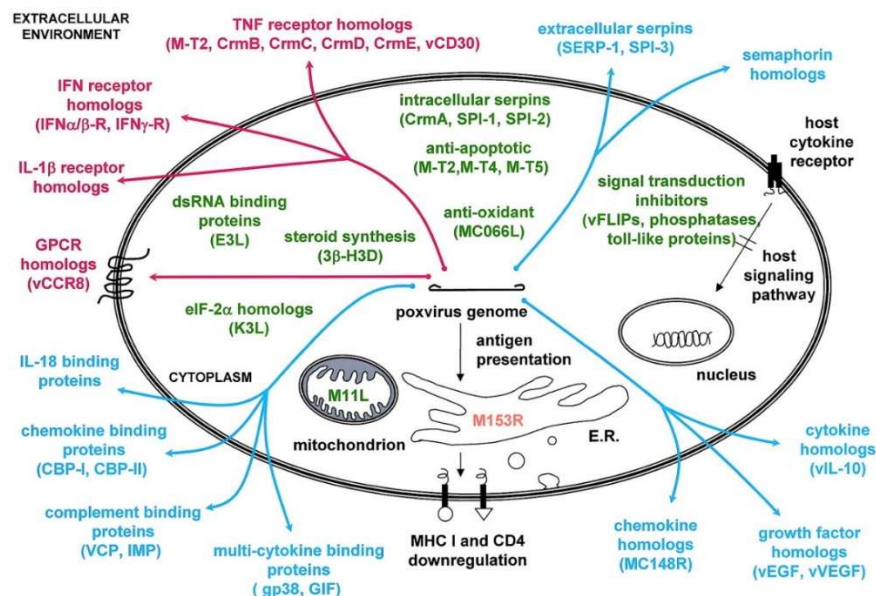 EXTRACELLULAR
ENVIRONMENT
TNF receptor homologs
(M-T2, CrmB, CrmC, CrmD, CrmE, vCD30)
extracellular serpins
(SERP-1, SPI-3)
semaphorin
homologs
IFN receptor
homologs
(IFNα/β-R, IFNγ-R)
intracellular serpins
(CrmA, SPI-1, SPI-2)
host
cytokine
receptor
IL-1β receptor
homologs
anti-apoptotic
(M-T2,M-T4, M-T5)
signal transduction
inhibitors
(vFLIPs, phosphatases,
toll-like proteins)
dsRNA binding
proteins
(E3L)
anti-oxidant
(MC066L)
steroid synthesis
(3β-H3D)
GPCR
homologs
(vCCR8)
host
signaling
pathway
eIF-2α homologs
(K3L)
poxvirus genome
antigen
presentation
nucleus
IL-18 binding
proteins
CYTOPLASM
M11L
mitochondrion
M153R
E.R.
chemokine binding
proteins
(CBP-I, CBP-II)
cytokine
homologs
(vIL-10)
complement binding
proteins
(VCP, IMP)
multi-cytokine binding
proteins
( gp38, GIF)
MHC I and CD4
downregulation
chemokine
homologs
(MC148R)
growth factor
homologs
(vEGF, vVEGF)